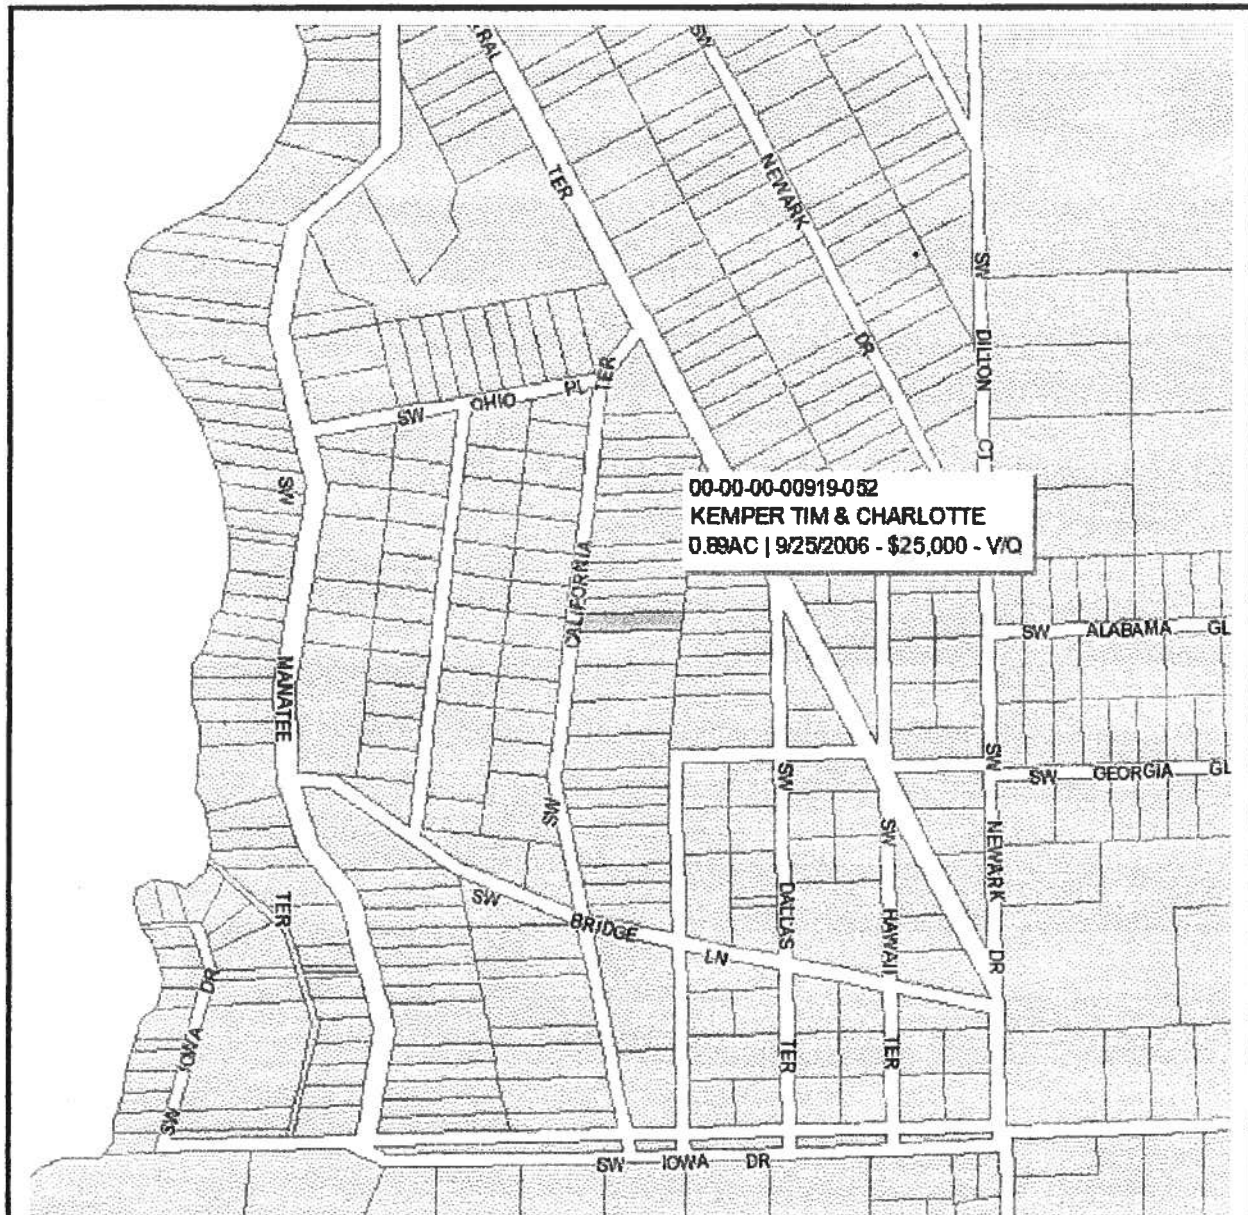 RAL
TER
SW
NEWARK
DR
SW
DILLON
CT
SW OHIO PL
TER
00-00-00-00919-052
KEMPER TIM & CHARLOTTE
0.89AC | 9/25/2006 - $25,000 - V/Q
SW
MANATEE
TER
CALIFORNIA
SW
SW ALABAMA GL
SW GEORGIA GL
SW
NEWARK
DR
SW
DALLAS
TER
SW
HAWAII
TER
SW BRIDGE LN
SW IOWA DR
SW IOWA DR